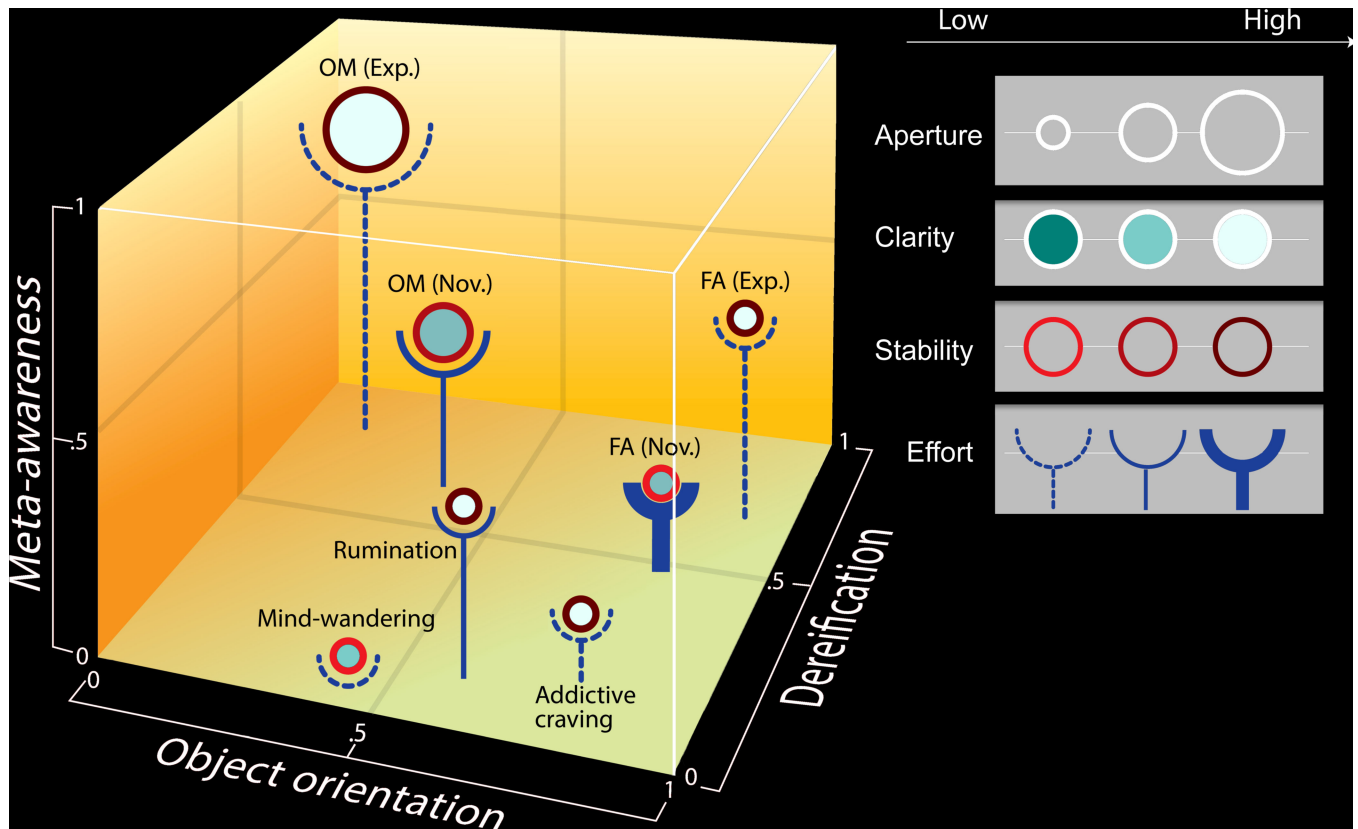 Low
High
OM (Exp.)
Aperture
1
Clarity
OM (Nov.)
FA (Exp.)
Stability
Meta-awareness
.5
FA (Nov.)
1
Effort
Rumination
.5
Dereification
Mind-wandering
0
0
Addictive
craving
.5
Object orientation
1
0